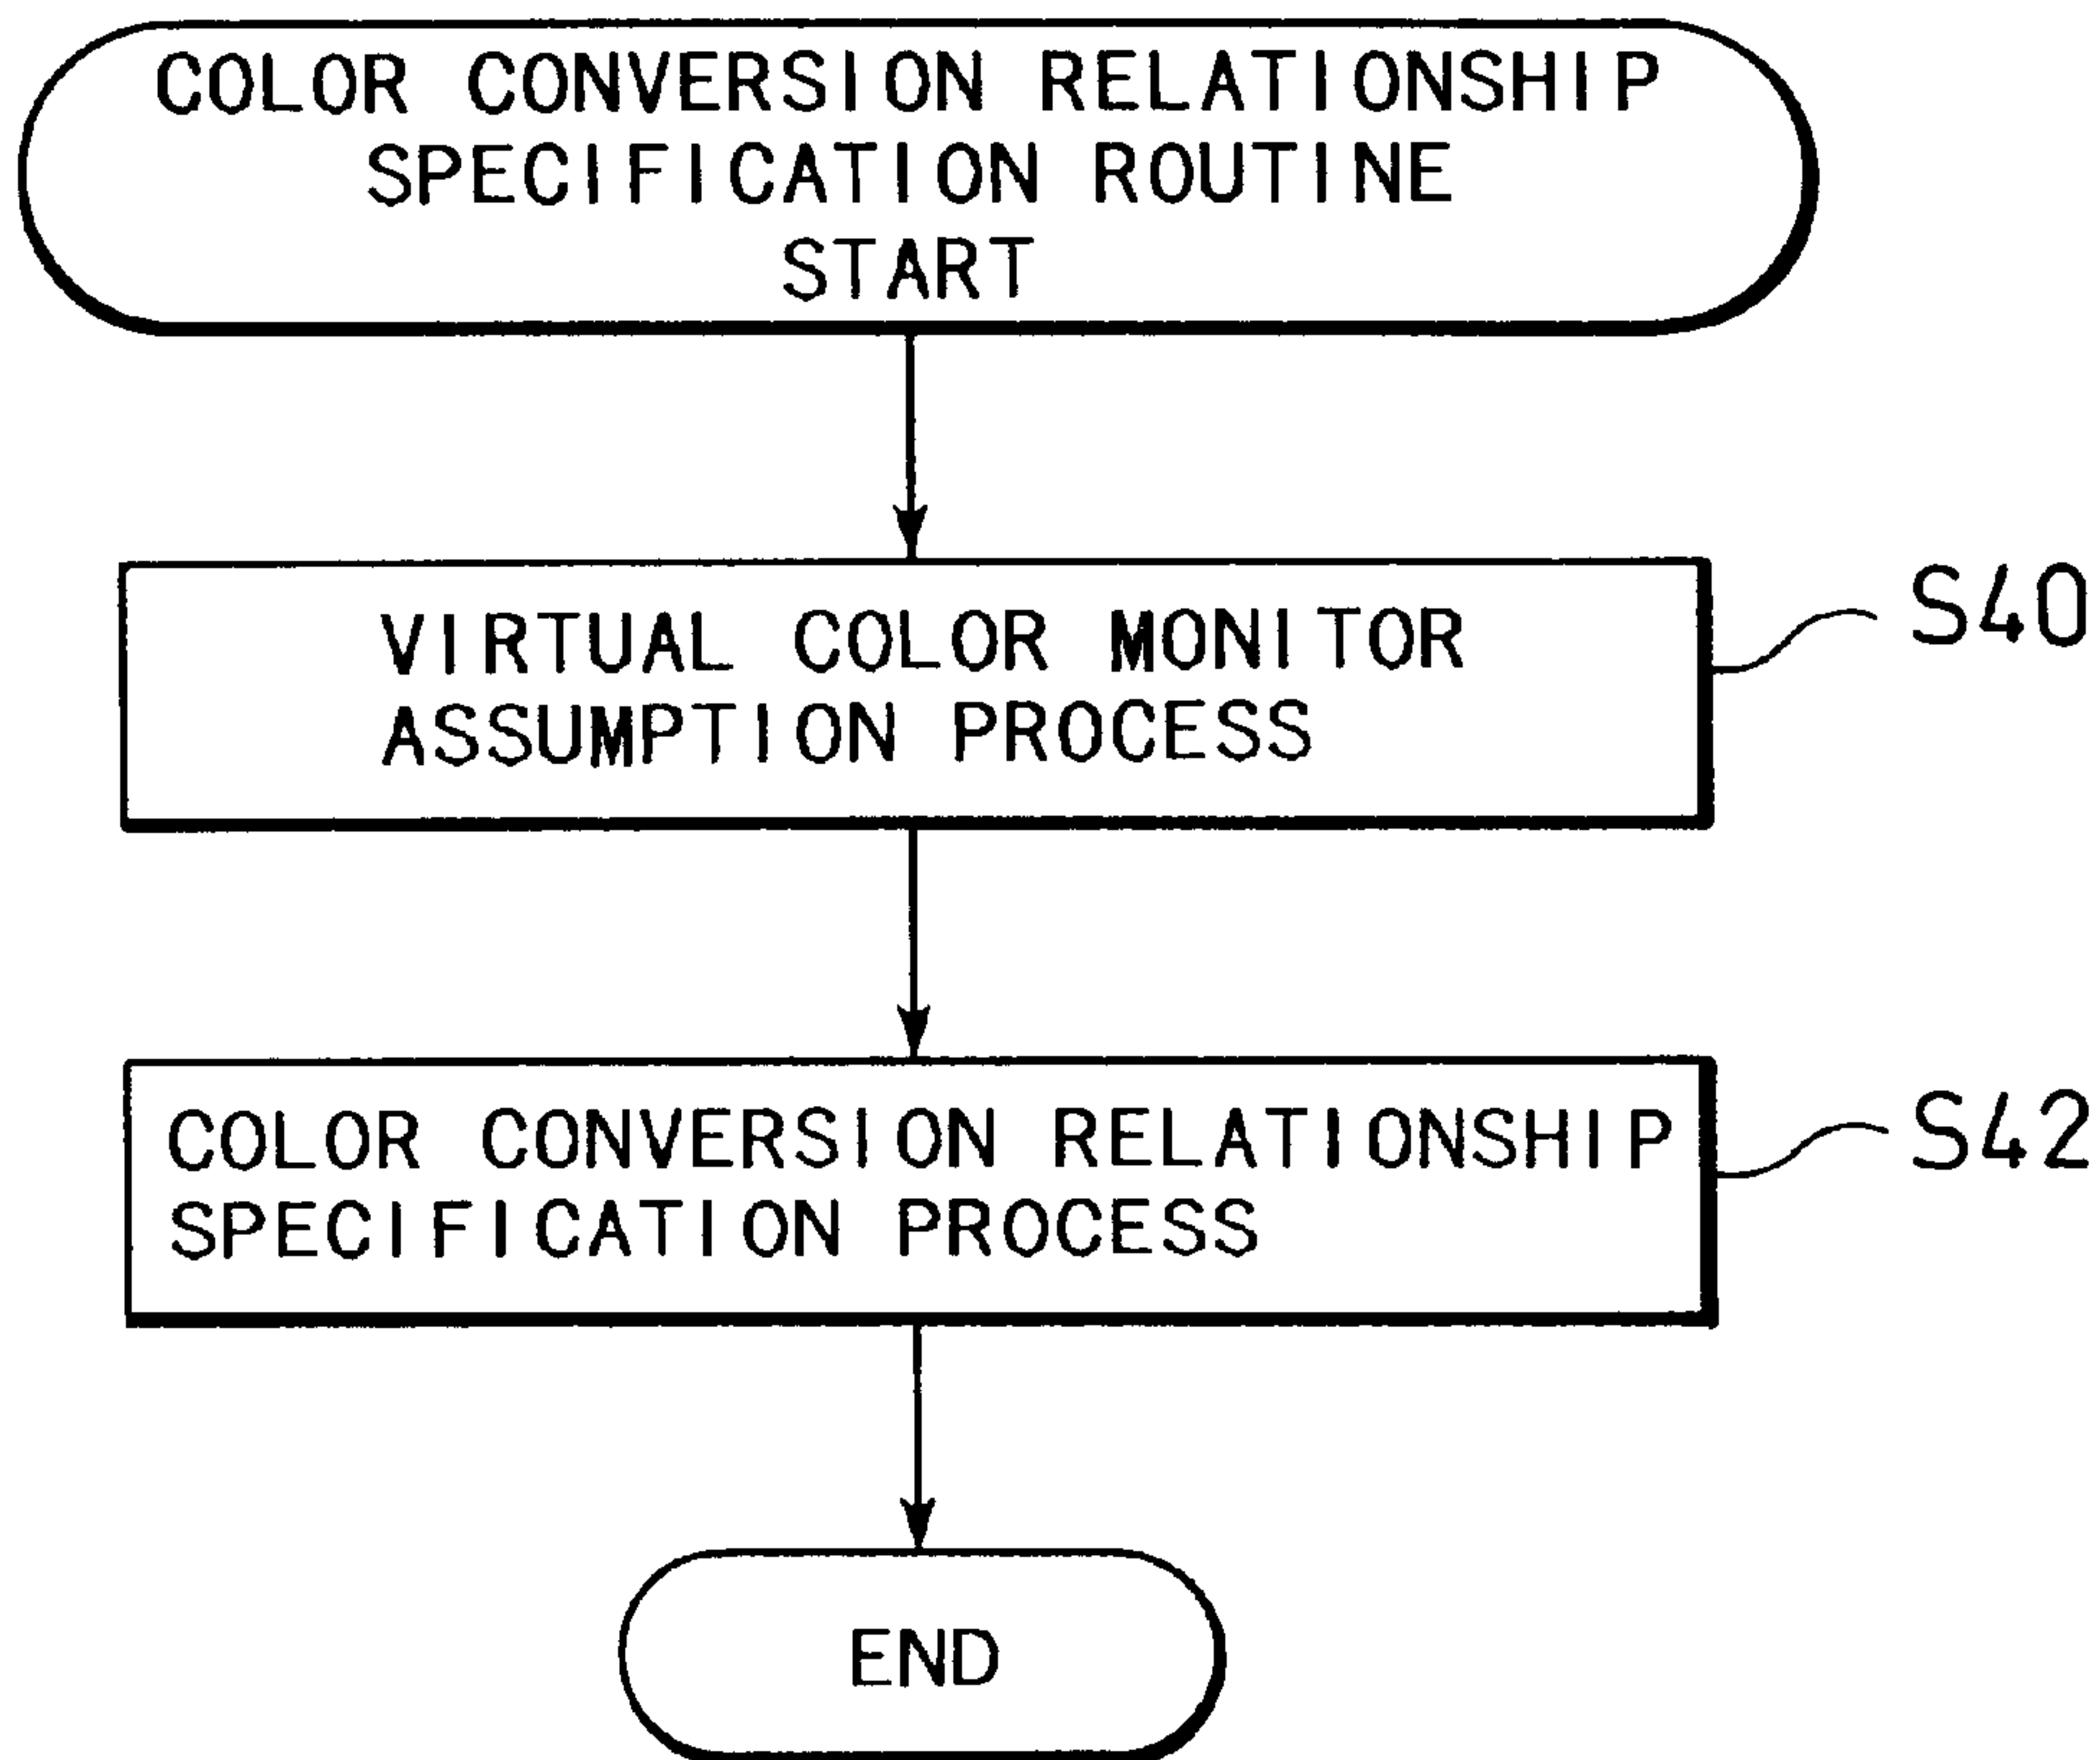 COLOR CONVERSION RELATIONSHIP
SPECIFICATION ROUTINE
START
VIRTUAL COLOR MONITOR
ASSUMPTION PROCESS
S40
COLOR CONVERSION RELATIONSHIP
SPECIFICATION PROCESS
S42
END